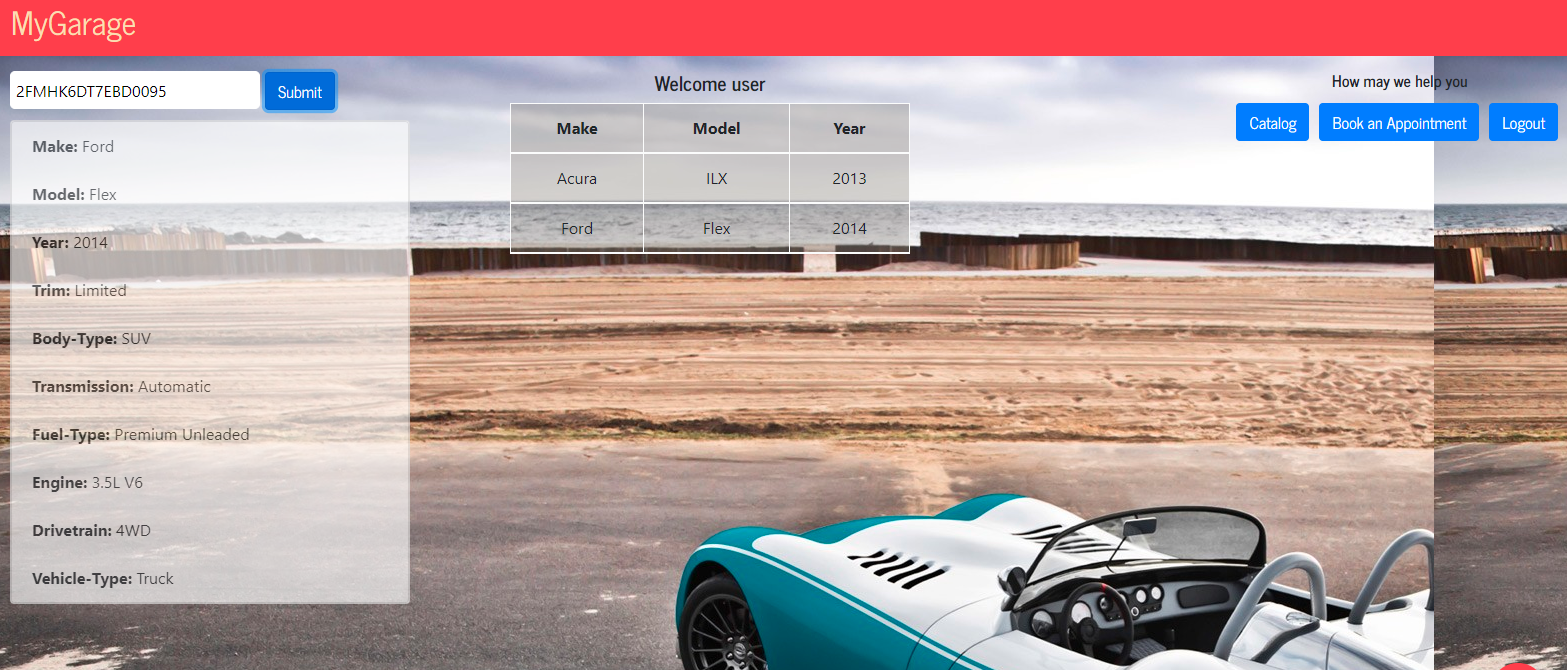 MyGarage
2FMHK6DT7EBD0095
Submit
Make: Ford
Model: Flex
Year: 2014
Trim: Limited
Body-Type: SUV
Transmission: Automatic
Fuel-Type: Premium Unleaded
Engine: 3.5L V6
Drivetrain: 4WD
Vehicle-Type: Truck
Welcome user
Make Model Year
Acura ILX 2013
Ford Flex 2014
How may we help you
Catalog Book an Appointment Logout